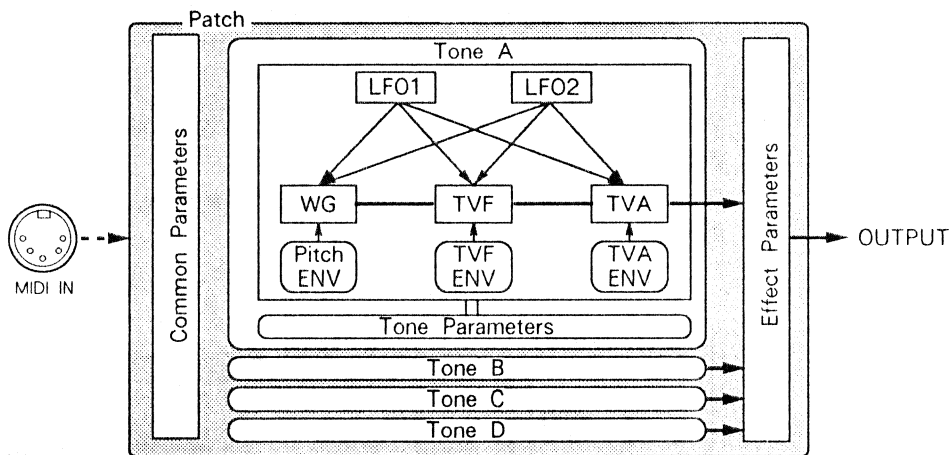 Patch
Tone A
LFO1
LFO2
WG
TVF
TVA
Pitch
ENV
TVF
ENV
TVA
ENV
Tone Parameters
Tone B
Tone C
Tone D
Common Parameters
Effect Parameters
MIDI IN
OUTPUT